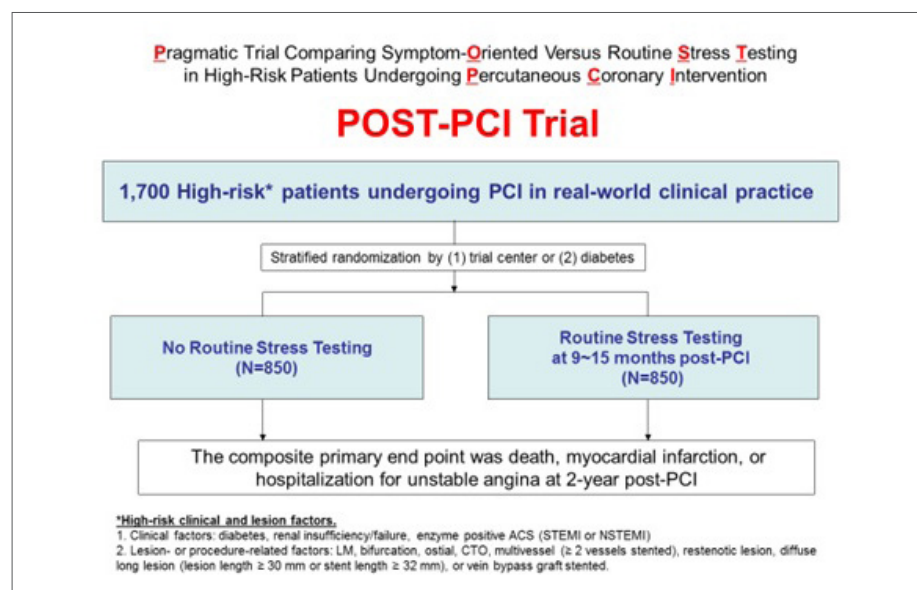 Pragmatic Trial Comparing Symptom-Oriented Versus Routine Stress Testing
in High-Risk Patients Undergoing Percutaneous Coronary Intervention
POST-PCI Trial
1,700 High-risk* patients undergoing PCI in real-world clinical practice
Stratified randomization by (1) trial center or (2) diabetes
No Routine Stress Testing
(N=850)
Routine Stress Testing
at 9~15 months post-PCI
(N=850)
The composite primary end point was death, myocardial infarction, or
hospitalization for unstable angina at 2-year post-PCI
*High-risk clinical and lesion factors.
1. Clinical factors: diabetes, renal insufficiency/failure, enzyme positive ACS (STEMI or NSTEMI)
2. Lesion- or procedure-related factors: LM, bifurcation, ostial, CTO, multivessel (≥ 2 vessels stented), restenotic lesion, diffuse
long lesion (lesion length ≥ 30 mm or stent length ≥ 32 mm), or vein bypass graft stented.